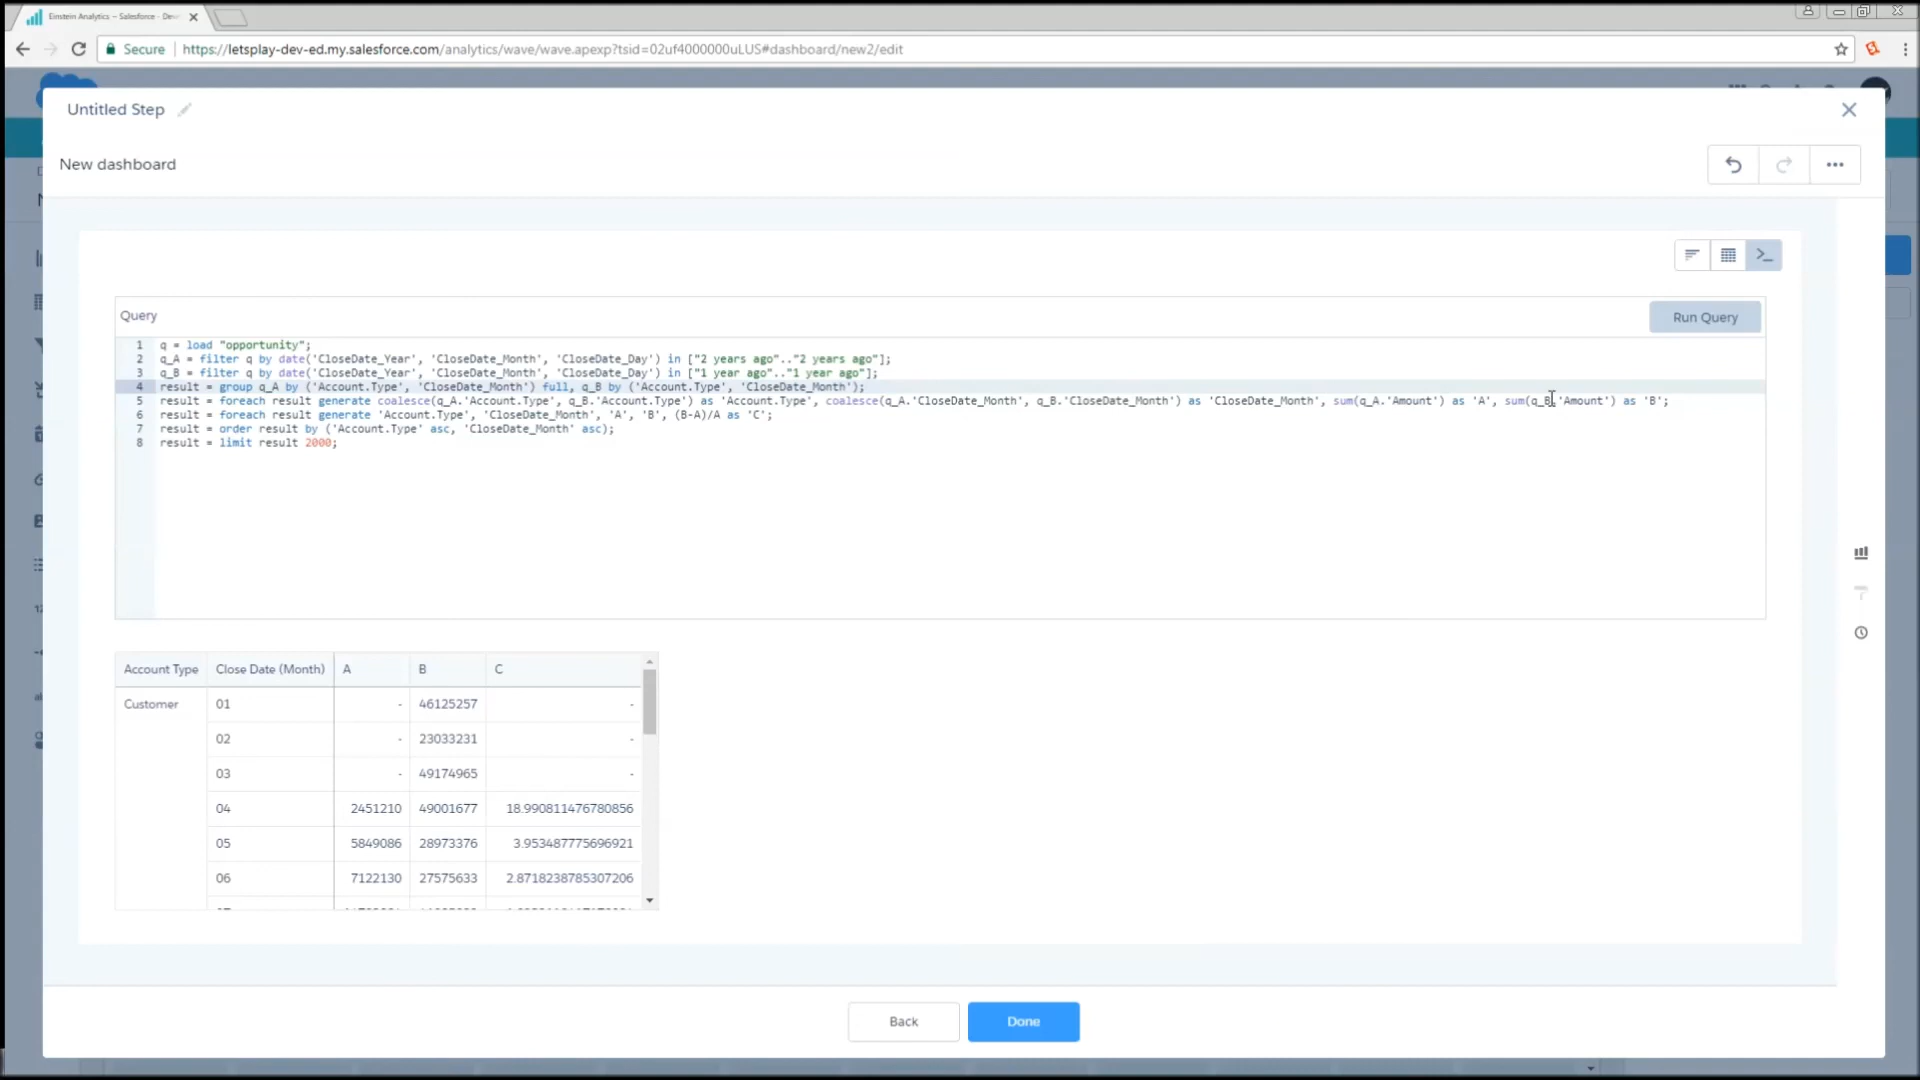 Einstein Analytics – Salesforce - Dev
Secure
https://letsplay-dev-ed.my.salesforce.com/analytics/wave/wave.apexp?tsid=02uf4000000uLUS#dashboard/new2/edit
Untitled Step
New dashboard
Query
Run Query
1 q = load "opportunity";
2 q_A = filter q by date('CloseDate_Year', 'CloseDate_Month', 'CloseDate_Day') in ["2 years ago".."2 years ago"];
3 q_B = filter q by date('CloseDate_Year', 'CloseDate_Month', 'CloseDate_Day') in ["1 year ago".."1 year ago"];
4 result = group q_A by ('Account.Type', 'CloseDate_Month') full, q_B by ('Account.Type', 'CloseDate_Month');
5 result = foreach result generate coalesce(q_A.'Account.Type', q_B.'Account.Type') as 'Account.Type', coalesce(q_A.'CloseDate_Month', q_B.'CloseDate_Month') as 'CloseDate_Month', sum(q_A.'Amount') as 'A', sum(q_B.'Amount') as 'B';
6 result = foreach result generate 'Account.Type', 'CloseDate_Month', 'A', 'B', (B-A)/A as 'C';
7 result = order result by ('Account.Type' asc, 'CloseDate_Month' asc);
8 result = limit result 2000;
Account Type Close Date (Month) A B C
Customer 01 - 46125257 -
02 - 23033231 -
03 - 49174965 -
04 2451210 49001677 18.990811476780856
05 5849086 28973376 3.953487775696921
06 7122130 27575633 2.8718238785307206
Back
Done